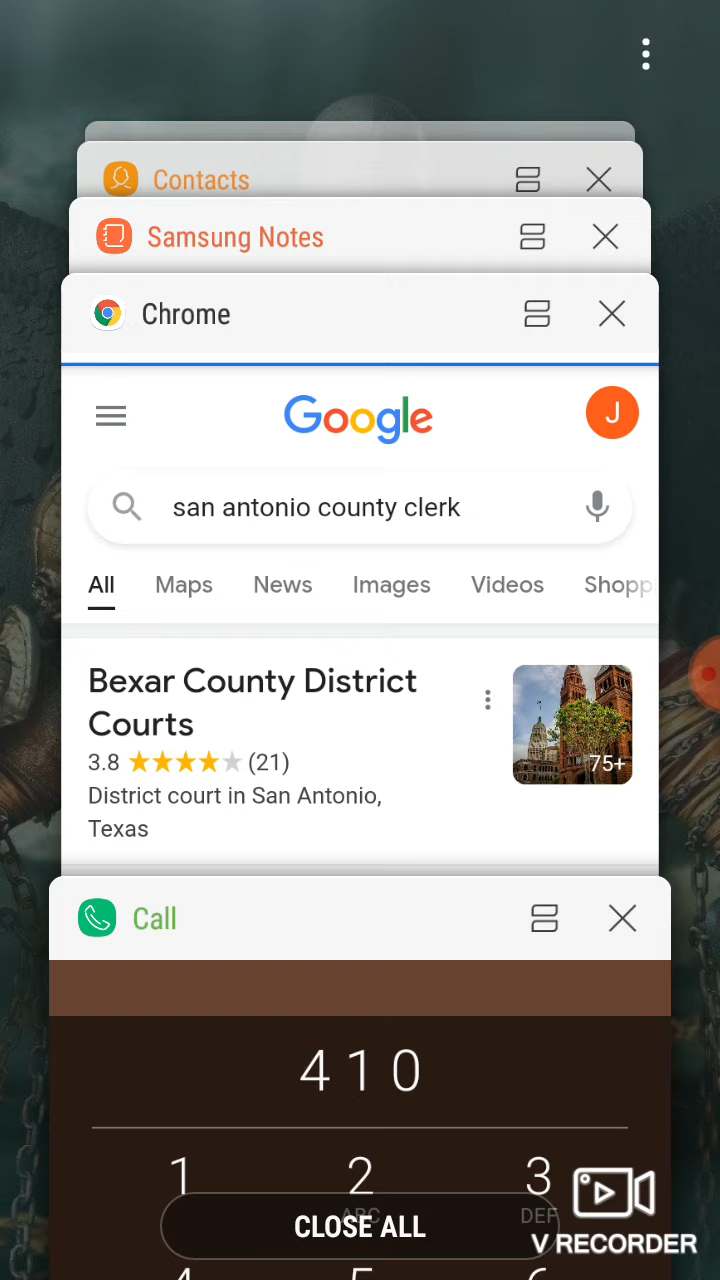 Contacts
Samsung Notes
Chrome
Google
J
san antonio county clerk
All Maps News Images Videos Shopp
Bexar County District
Courts
3.8 (21)
District court in San Antonio,
Texas
75+
Call
410
1 2 3
ABC DEF
CLOSE ALL
4 5 6
V RECORDER